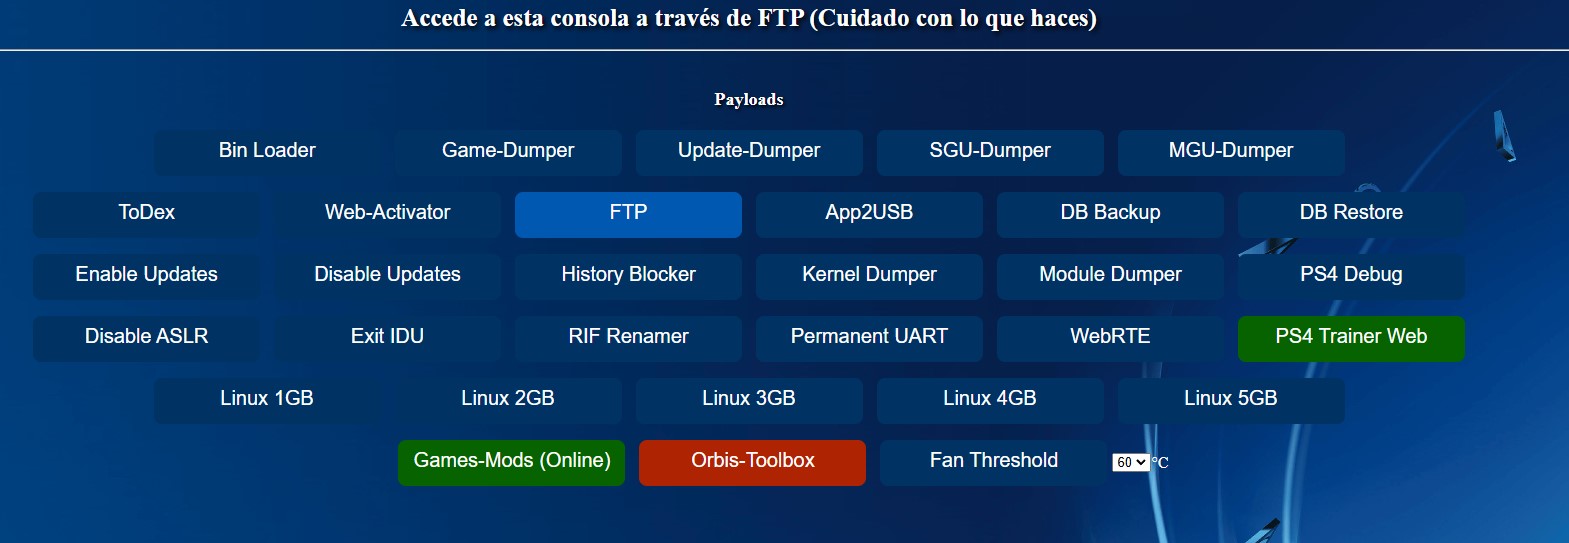 Accede a esta consola a través de FTP (Cuidado con lo que haces)
Payloads
Bin Loader Game-Dumper Update-Dumper SGU-Dumper MGU-Dumper
ToDex Web-Activator FTP App2USB DB Backup DB Restore
Enable Updates Disable Updates History Blocker Kernel Dumper Module Dumper PS4 Debug
Disable ASLR Exit IDU RIF Renamer Permanent UART WebRTE PS4 Trainer Web
Linux 1GB Linux 2GB Linux 3GB Linux 4GB Linux 5GB
Games-Mods (Online) Orbis-Toolbox Fan Threshold 60 °C